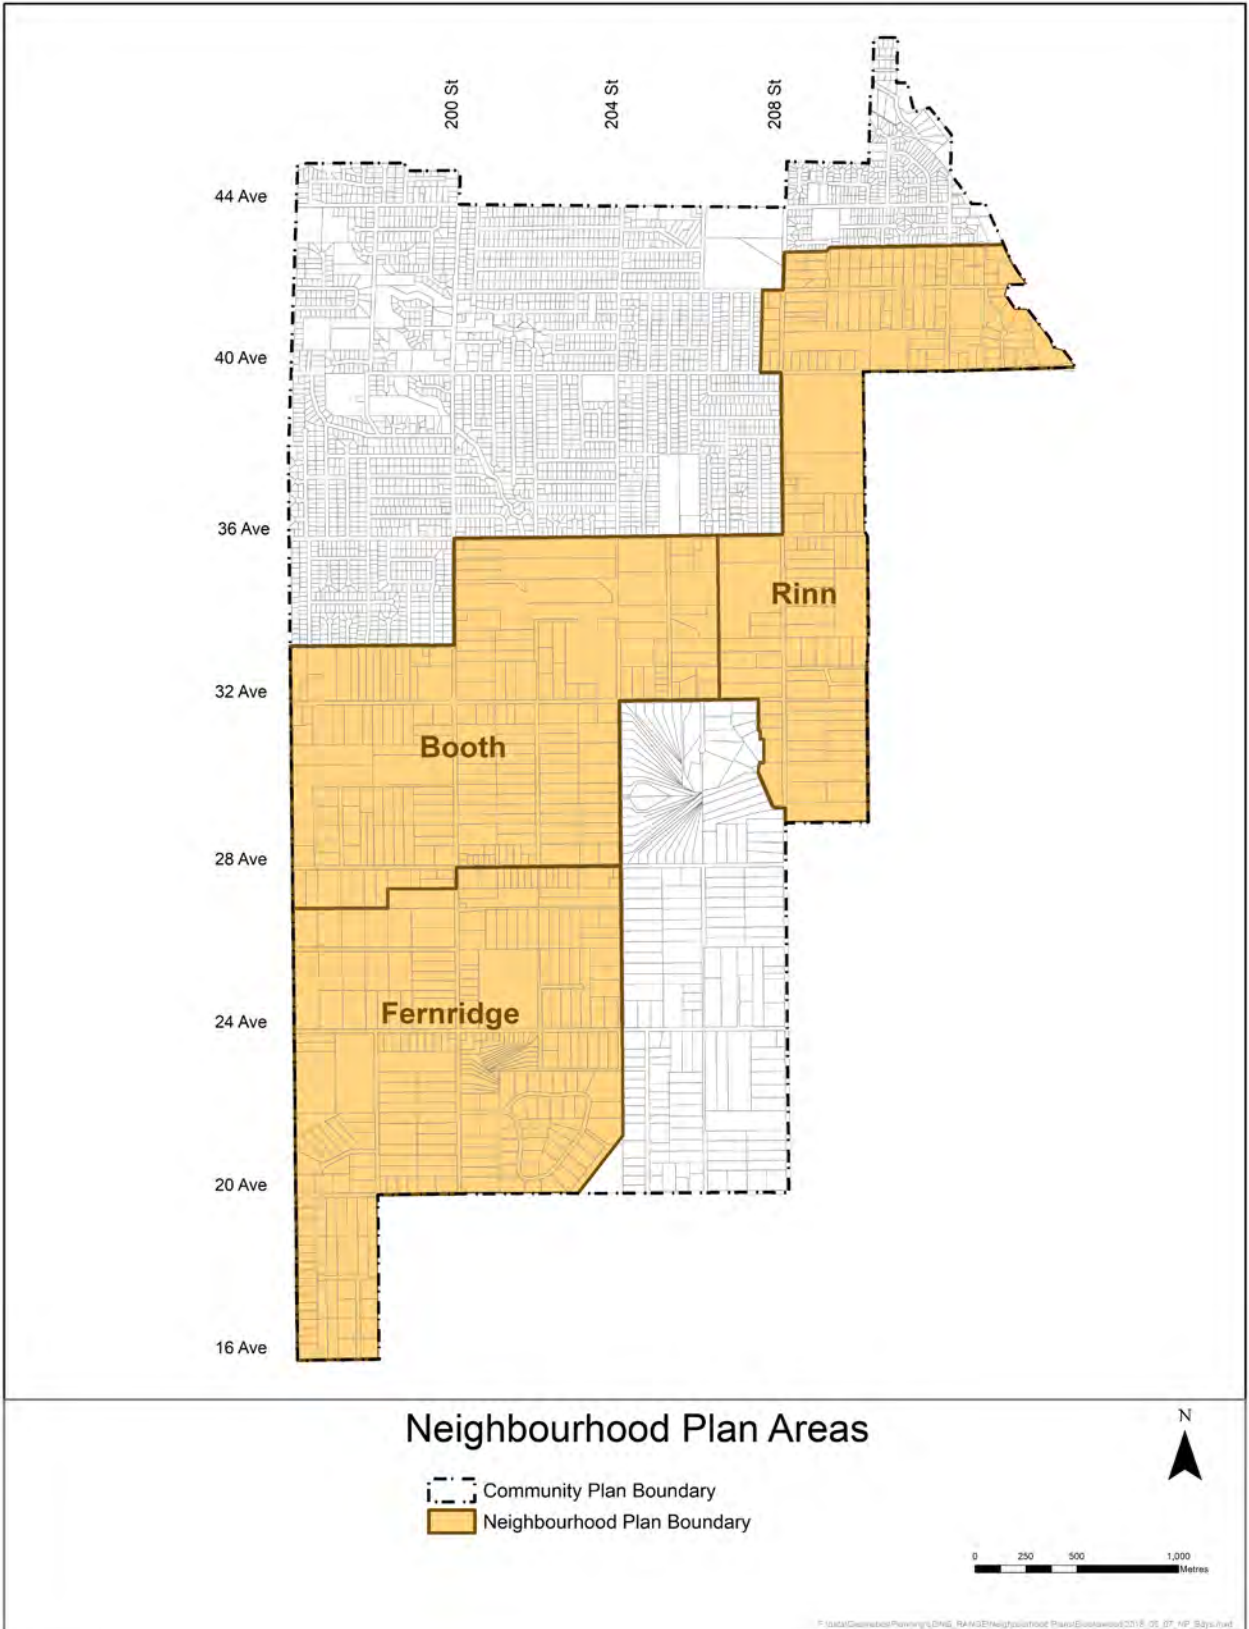 200 St
204 St
208 St
44 Ave
40 Ave
36 Ave
Rinn
32 Ave
Booth
28 Ave
Fernridge
24 Ave
20 Ave
16 Ave
Neighbourhood Plan Areas
N
Community Plan Boundary
Neighbourhood Plan Boundary
0 250 500 1,000
Metres